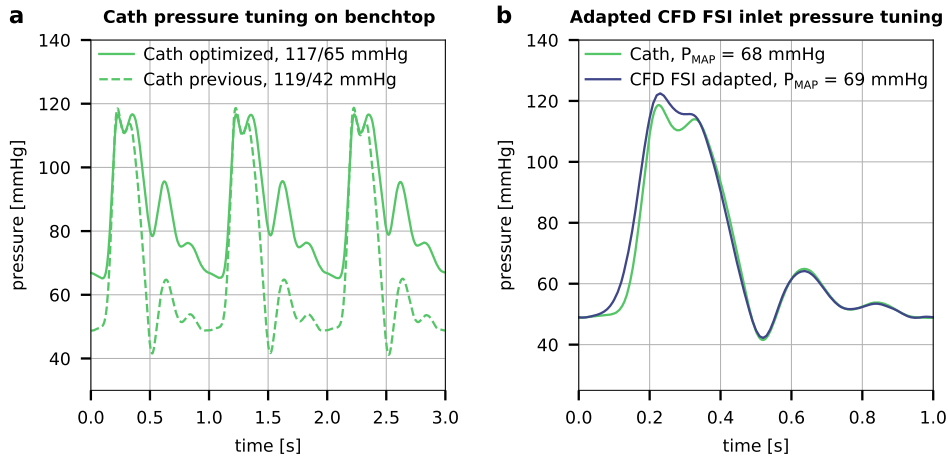 a
Cath pressure tuning on benchtop
140
120
100
80
60
40
pressure [mmHg]
Cath optimized, 117/65 mmHg
Cath previous, 119/42 mmHg
0.0 0.5 1.0 1.5 2.0 2.5 3.0
time [s]
b
Adapted CFD FSI inlet pressure tuning
140
120
100
80
60
40
pressure [mmHg]
Cath, PMAP = 68 mmHg
CFD FSI adapted, PMAP = 69 mmHg
0.0 0.2 0.4 0.6 0.8 1.0
time [s]